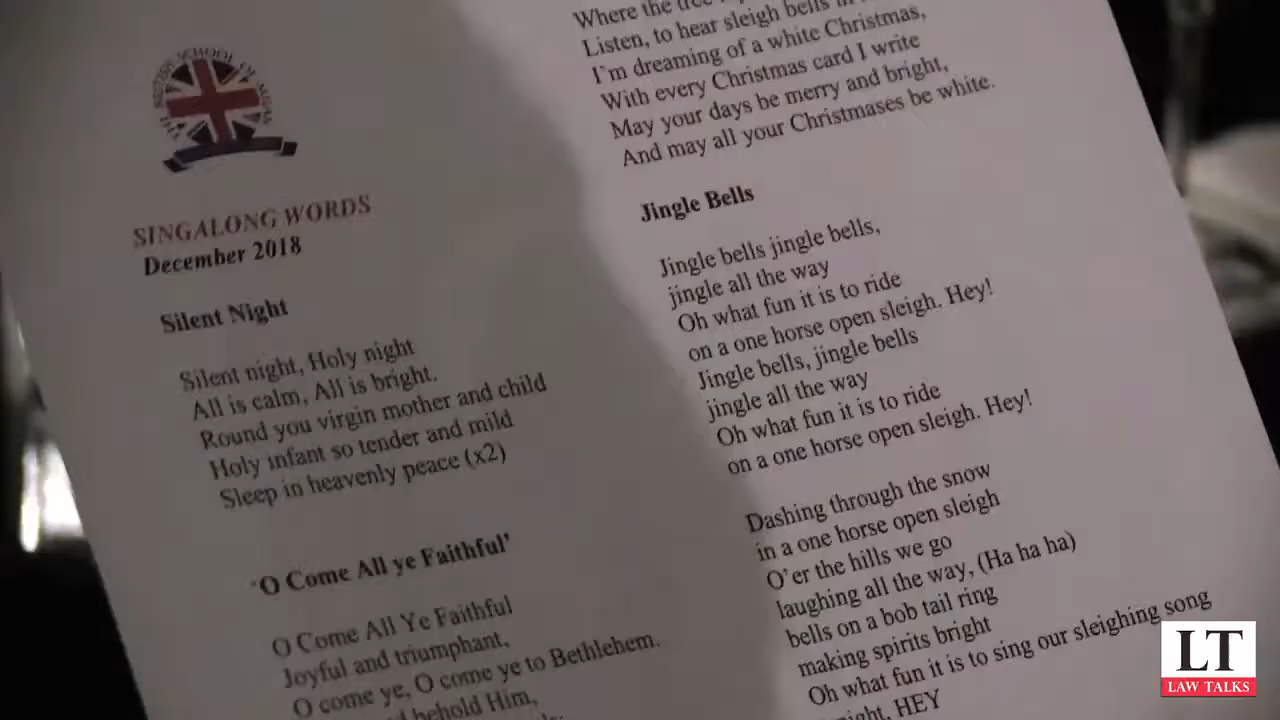 THE BRITISH SCHOOL OF
SINGALONG WORDS
December 2018
Silent Night
Silent night, Holy night
All is calm, All is bright.
Round you virgin mother and child
Holy infant so tender and mild
Sleep in heavenly peace (x2)
'O Come All ye Faithful'
O Come All Ye Faithful
Joyful and triumphant,
O come ye, O come ye to Bethlehem.
behold Him,
Where the
Listen, to hear sleigh bells in
I'm dreaming of a white Christmas,
With every Christmas card I write
May your days be merry and bright,
And may all your Christmases be white.
Jingle Bells
Jingle bells jingle bells,
jingle all the way
Oh what fun it is to ride
on a one horse open sleigh. Hey!
Jingle bells, jingle bells
jingle all the way
Oh what fun it is to ride
on a one horse open sleigh. Hey!
Dashing through the snow
in a one horse open sleigh
O'er the hills we go
laughing all the way, (Ha ha ha)
bells on a bob tail ring
making spirits bright
Oh what fun it is to sing our sleighing song
HEY
LT
LAW TALKS